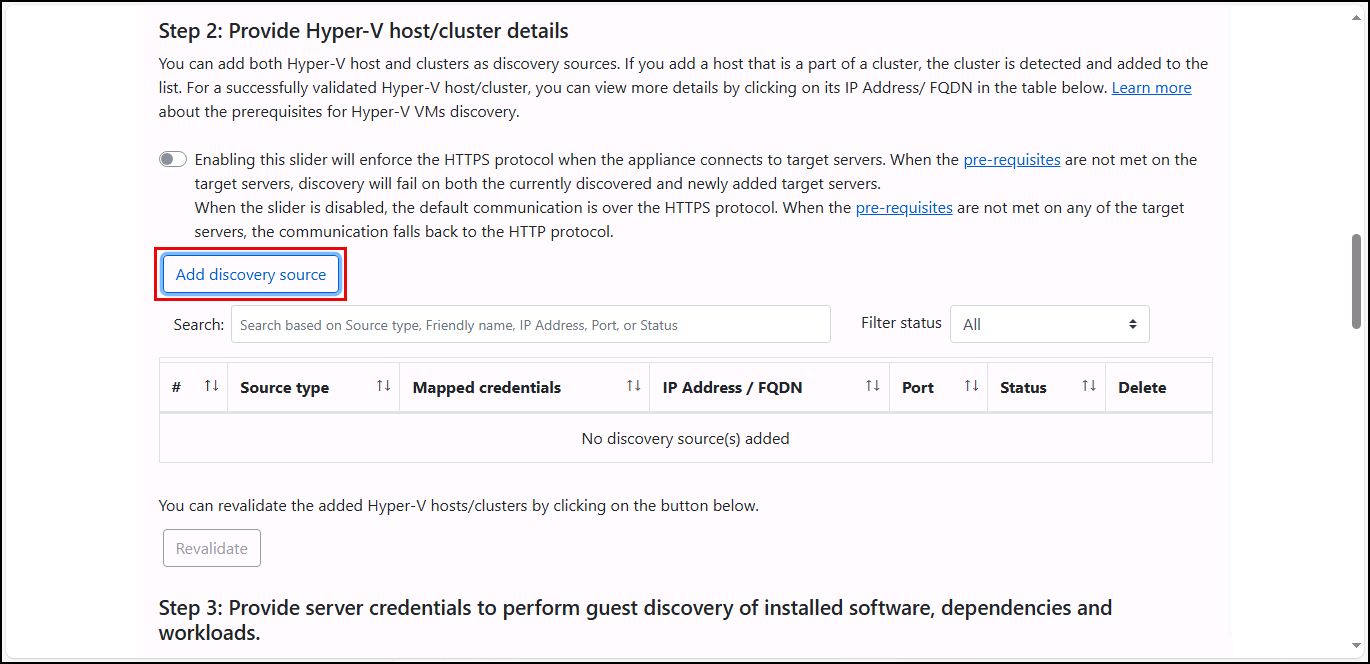 Step 2: Provide Hyper-V host/cluster details
You can add both Hyper-V host and clusters as discovery sources. If you add a host that is a part of a cluster, the cluster is detected and added to the
list. For a successfully validated Hyper-V host/cluster, you can view more details by clicking on its IP Address/ FQDN in the table below. Learn more
about the prerequisites for Hyper-V VMs discovery.
Enabling this slider will enforce the HTTPS protocol when the appliance connects to target servers. When the pre-requisites are not met on the
target servers, discovery will fail on both the currently discovered and newly added target servers.
When the slider is disabled, the default communication is over the HTTPS protocol. When the pre-requisites are not met on any of the target
servers, the communication falls back to the HTTP protocol.
Add discovery source
Search: Search based on Source type, Friendly name, IP Address, Port, or Status Filter status All
# ↑↓ Source type ↑↓ Mapped credentials ↑↓ IP Address / FQDN ↑↓ Port ↑↓ Status ↑↓ Delete
No discovery source(s) added
You can revalidate the added Hyper-V hosts/clusters by clicking on the button below.
Revalidate
Step 3: Provide server credentials to perform guest discovery of installed software, dependencies and
workloads.